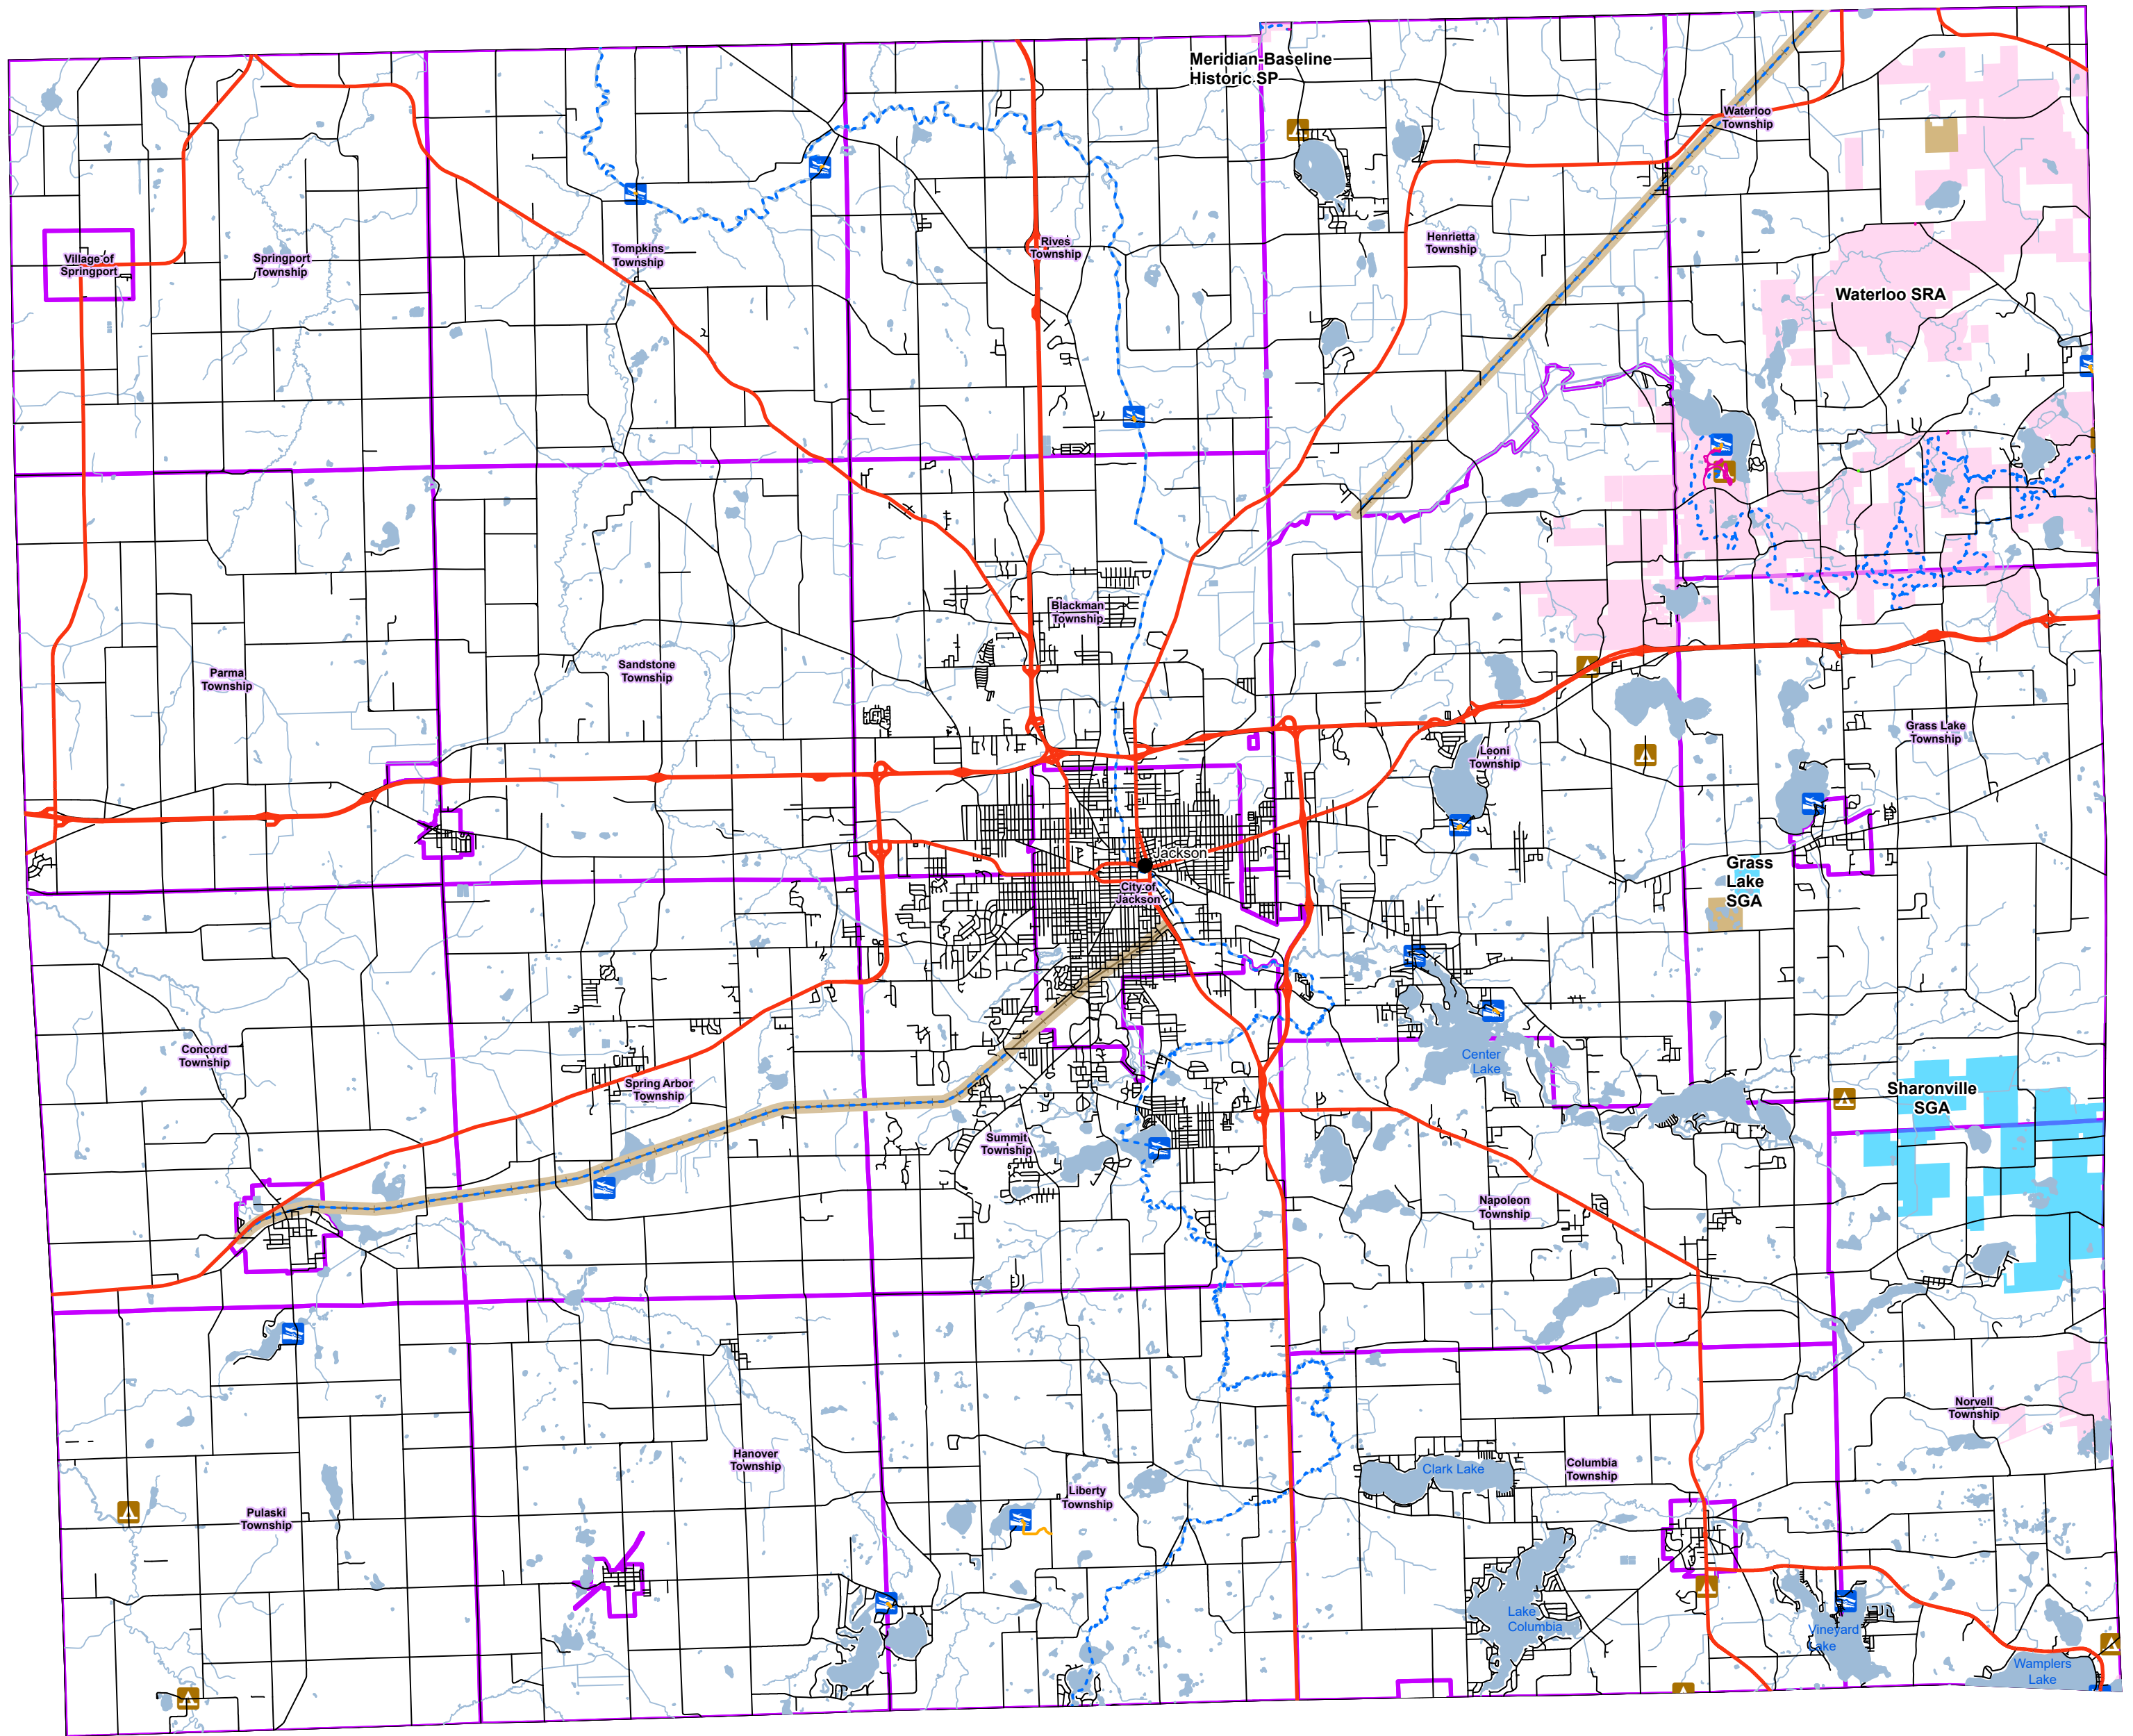 Meridian-Baseline
Historic SP
Waterloo
Township
Village of
Springport
Springport
Township
Tompkins
Township
Rives
Township
Henrietta
Township
Waterloo SRA
Blackman
Township
Parma
Township
Sandstone
Township
Grass Lake
Township
Leoni
Township
Jackson
City of
Jackson
Grass
Lake
SGA
Concord
Township
Spring Arbor
Township
Center
Lake
Sharonville
SGA
Summit
Township
Napoleon
Township
Norvell
Township
Hanover
Township
Clark Lake
Columbia
Township
Liberty
Township
Pulaski
Township
Lake
Columbia
Vineyard
Lake
Wamplers
Lake